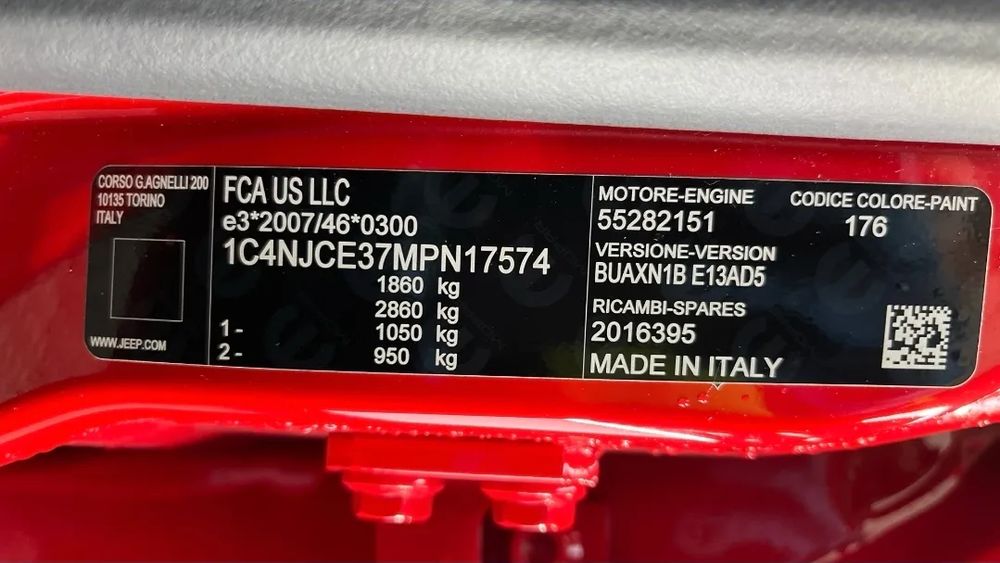 CORSO G.AGNELLI 200
10135 TORINO
ITALY
WWW.JEEP.COM
FCA US LLC
e3*2007/46*0300
1C4NJCE37MPN17574
1860 kg
2860 kg
1- 1050 kg
2- 950 kg
MOTORE-ENGINE
55282151
VERSIONE-VERSION
BUAXN1B E13AD5
RICAMBI-SPARES
2016395
MADE IN ITALY
CODICE COLORE-PAINT
176